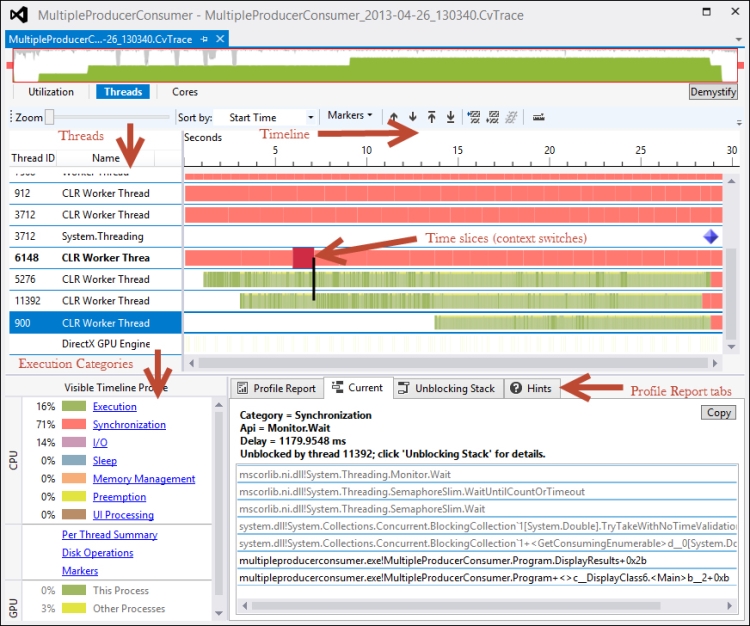 MultipleProducerConsumer - MultipleProducerConsumer_2013-04-26_130340.CvTrace
MultipleProducerC...-26_130340.CvTrace
Utilization Threads Cores Demystify
Zoom Sort by: Start Time Markers
Threads Timeline
Seconds
5 10 15 20 25 30
Thread ID Name
912 CLR Worker Thread
3712 CLR Worker Thread
3712 System.Threading
Time slices (context switches)
6148 CLR Worker Threa
5276 CLR Worker Thread
11392 CLR Worker Thread
900 CLR Worker Thread
DirectX GPU Engine
Execution Categories
Visible Timeline Pro
Profile Report Current Unblocking Stack Hints
Profile Report tabs
CPU
16% Execution
71% Synchronization
14% I/O
0% Sleep
0% Memory Management
0% Preemption
0% UI Processing
Per Thread Summary
Disk Operations
Markers
GPU
0% This Process
3% Other Processes
Copy
Category = Synchronization
Api = Monitor.Wait
Delay = 1179.9548 ms
Unblocked by thread 11392; click 'Unblocking Stack' for details.
mscorlib.ni.dll!System.Threading.Monitor.Wait
mscorlib.ni.dll!System.Threading.SemaphoreSlim.WaitUntilCountOrTimeout
mscorlib.ni.dll!System.Threading.SemaphoreSlim.Wait
system.dll!System.Collections.Concurrent.BlockingCollection`1[System.Double].TryTakeWithNoTimeValidation
system.dll!System.Collections.Concurrent.BlockingCollection`1+<GetConsumingEnumerable>d__0[System.Do
multipleproducerconsumer.exe!MultipleProducerConsumer.Program.DisplayResults+0x2b
multipleproducerconsumer.exe!MultipleProducerConsumer.Program+<>c__DisplayClass6.<Main>b__2+0xb